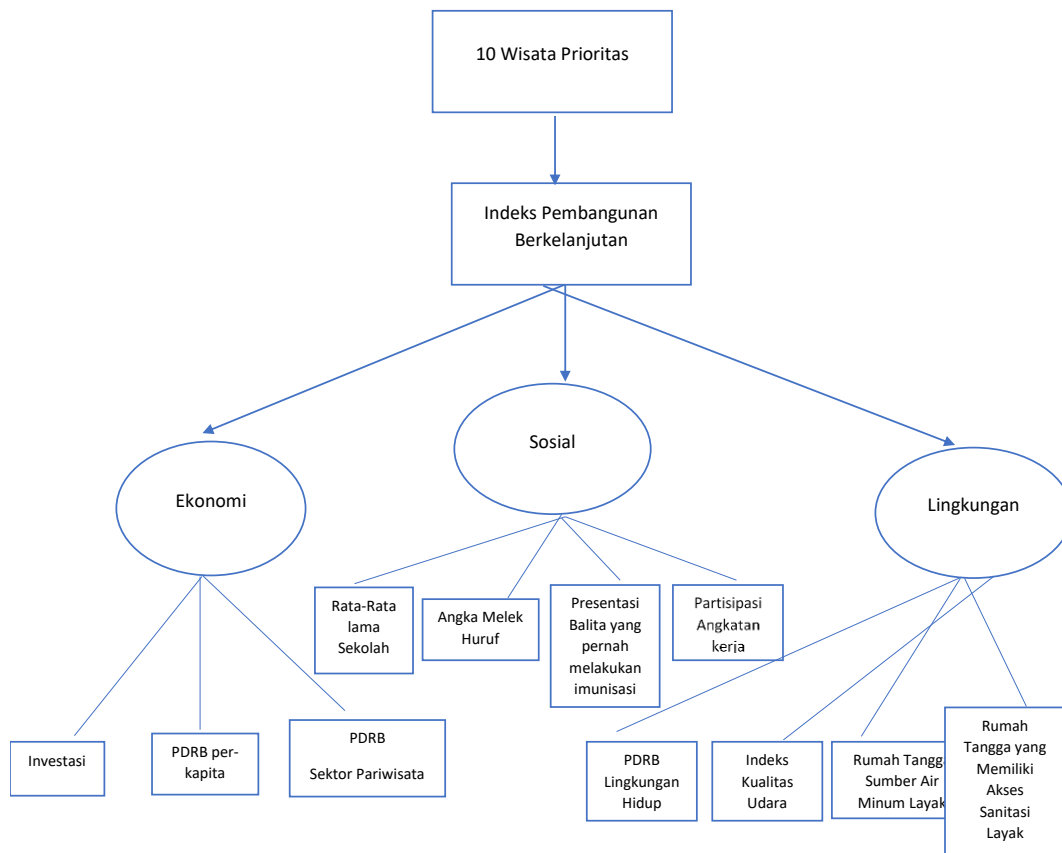 10 Wisata Prioritas
Indeks Pembangunan
Berkelanjutan
Ekonomi
Sosial
Lingkungan
Rata-Rata
lama
Sekolah
Angka Melek
Huruf
Presentasi
Balita yang
pernah
melakukan
imunisasi
Partisipasi
Angkatan
kerja
Investasi
PDRB per-
kapita
PDRB
Sektor Pariwisata
PDRB
Lingkungan
Hidup
Indeks
Kualitas
Udara
Rumah Tangga
Sumber Air
Minum Layak
Rumah
Tangga yang
Memiliki
Akses
Sanitasi
Layak